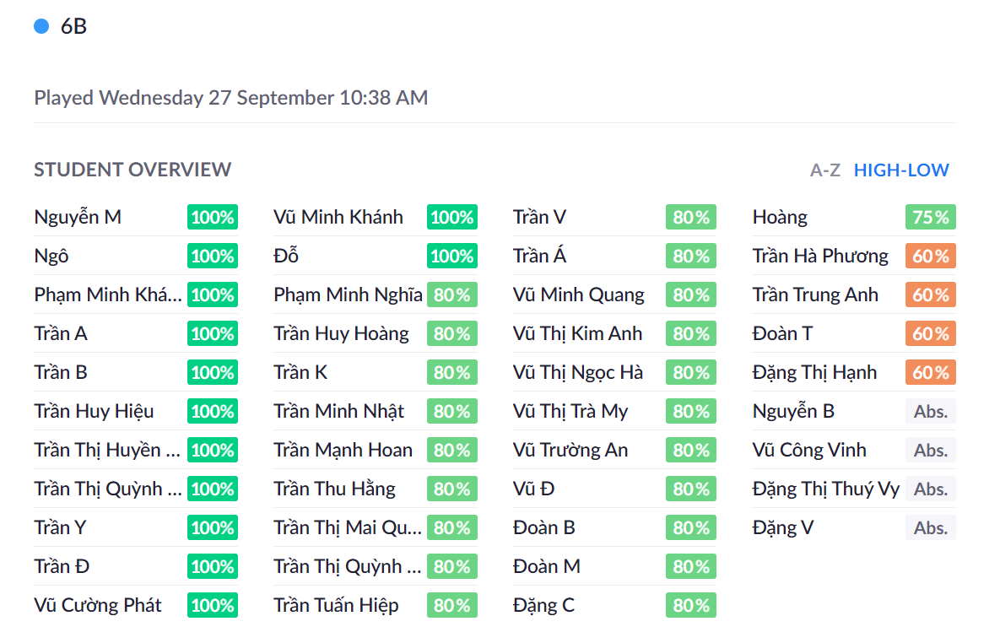 6B
Played Wednesday 27 September 10:38 AM
STUDENT OVERVIEW
A-Z HIGH-LOW
Nguyễn M 100%
Ngô 100%
Phạm Minh Khá... 100%
Trần A 100%
Trần B 100%
Trần Huy Hiệu 100%
Trần Thị Huyền ... 100%
Trần Thị Quỳnh ... 100%
Trần Y 100%
Trần Đ 100%
Vũ Cường Phát 100%
Vũ Minh Khánh 100%
Đỗ 100%
Phạm Minh Nghĩa 80%
Trần Huy Hoàng 80%
Trần K 80%
Trần Minh Nhật 80%
Trần Mạnh Hoan 80%
Trần Thu Hằng 80%
Trần Thị Mai Qu... 80%
Trần Thị Quỳnh ... 80%
Trần Tuấn Hiệp 80%
Trần V 80%
Trần Á 80%
Vũ Minh Quang 80%
Vũ Thị Kim Anh 80%
Vũ Thị Ngọc Hà 80%
Vũ Thị Trà My 80%
Vũ Trường An 80%
Vũ Đ 80%
Đoàn B 80%
Đoàn M 80%
Đặng C 80%
Hoàng 75%
Trần Hà Phương 60%
Trần Trung Anh 60%
Đoàn T 60%
Đặng Thị Hạnh 60%
Nguyễn B Abs.
Vũ Công Vinh Abs.
Đặng Thị Thuý Vy Abs.
Đặng V Abs.